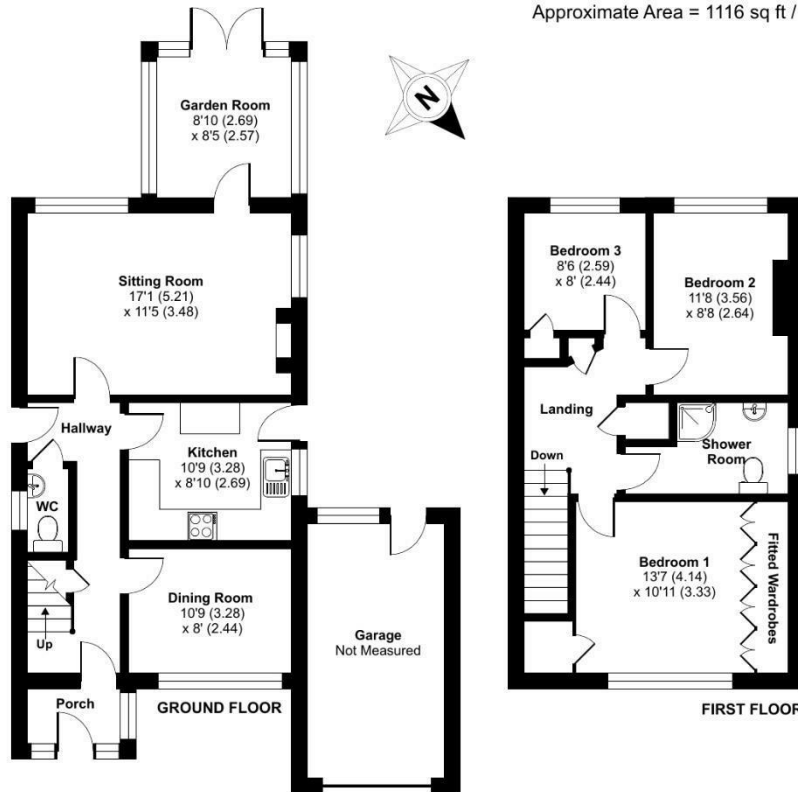 Approximate Area = 1116 sq ft /
Garden Room
8'10 (2.69)
x 8'5 (2.57)
N
Sitting Room
17'1 (5.21)
x 11'5 (3.48)
Hallway
Kitchen
10'9 (3.28)
x 8'10 (2.69)
WC
Dining Room
10'9 (3.28)
x 8' (2.44)
Up
Porch
GROUND FLOOR
Garage
Not Measured
Bedroom 3
8'6 (2.59)
x 8' (2.44)
Bedroom 2
11'8 (3.56)
x 8'8 (2.64)
Landing
Down
Shower
Room
Bedroom 1
13'7 (4.14)
x 10'11 (3.33)
Fitted Wardrobes
FIRST FLOOR